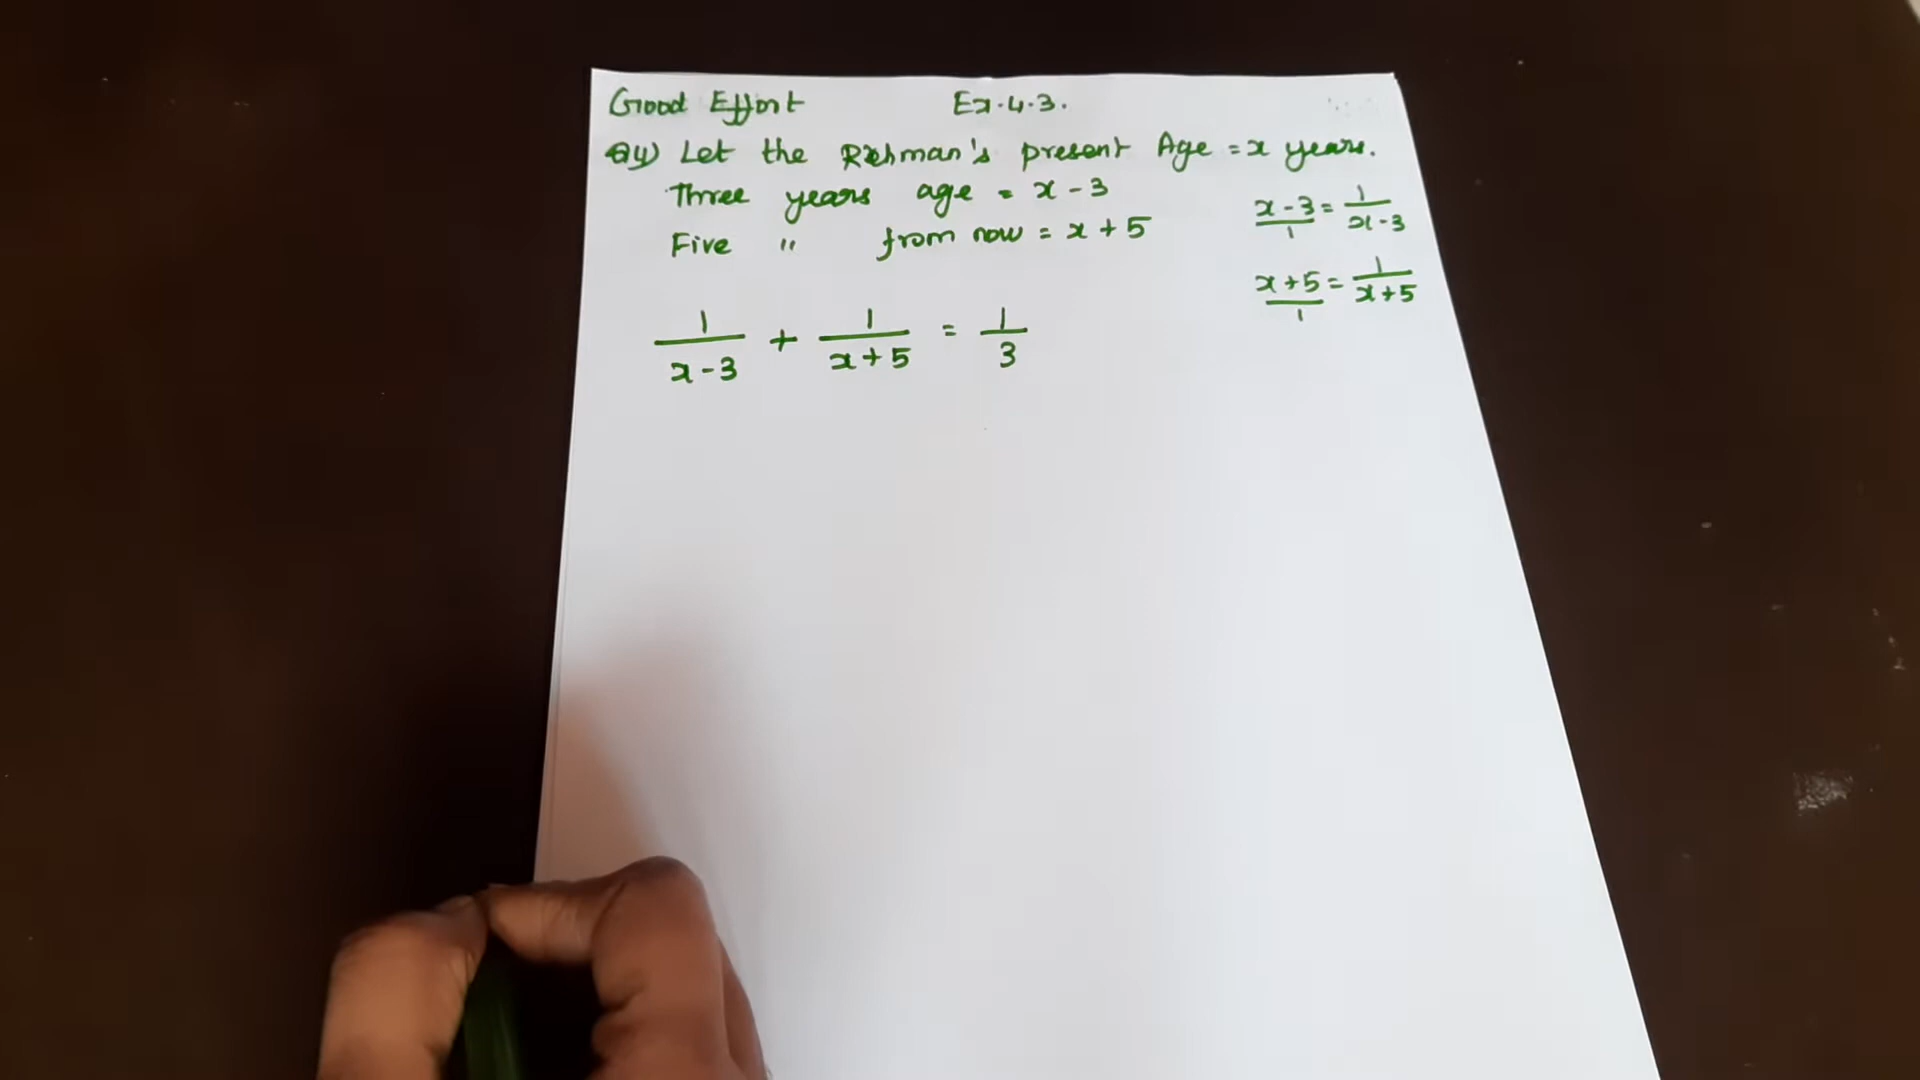 Good Effort Ex.4.3.
Q4) Let the Rehman's present Age = x years.
Three years age = x - 3
Five " from now = x + 5
x - 3 / 1 = 1 / x - 3
x + 5 / 1 = 1 / x + 5
1 / x - 3 + 1 / x + 5 = 1 / 3